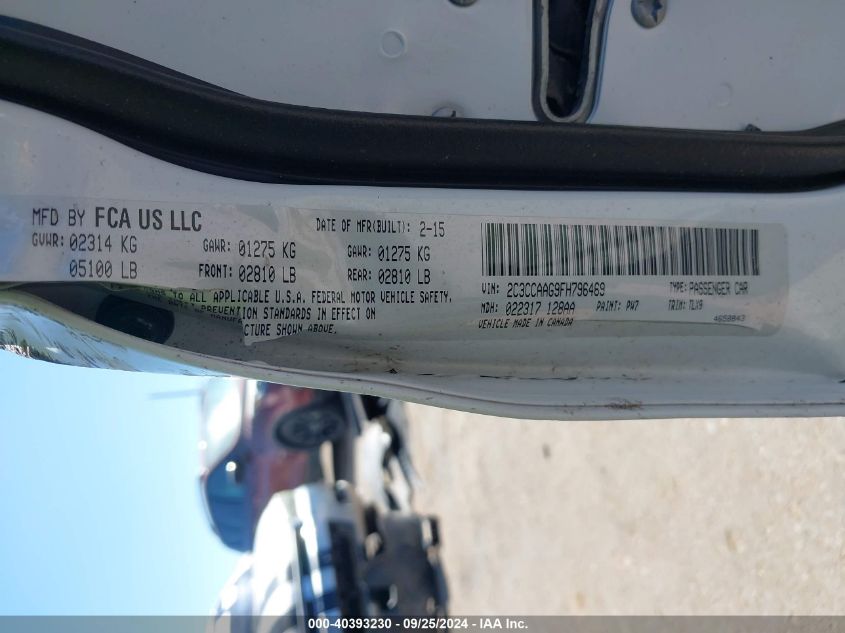 MFD BY FCA US LLC
DATE OF MFR(BUILT): 2-15
GVWR: 02314 KG
GAWR: 01275 KG
GAWR: 01275 KG
05100 LB
FRONT: 02810 LB
REAR: 02810 LB
TO ALL APPLICABLE U.S.A. FEDERAL MOTOR VEHICLE SAFETY,
PREVENTION STANDARDS IN EFFECT ON
CTURE SHOWN ABOVE.
VIN: 2C3CCAAG9FH796469
TYPE: PASSENGER CAR
MDH: 022317 128AA
PAINT: PW7
TRIM: TLX9
VEHICLE MADE IN CANADA
4658843
000-40393230 - 09/25/2024 - IAA Inc.